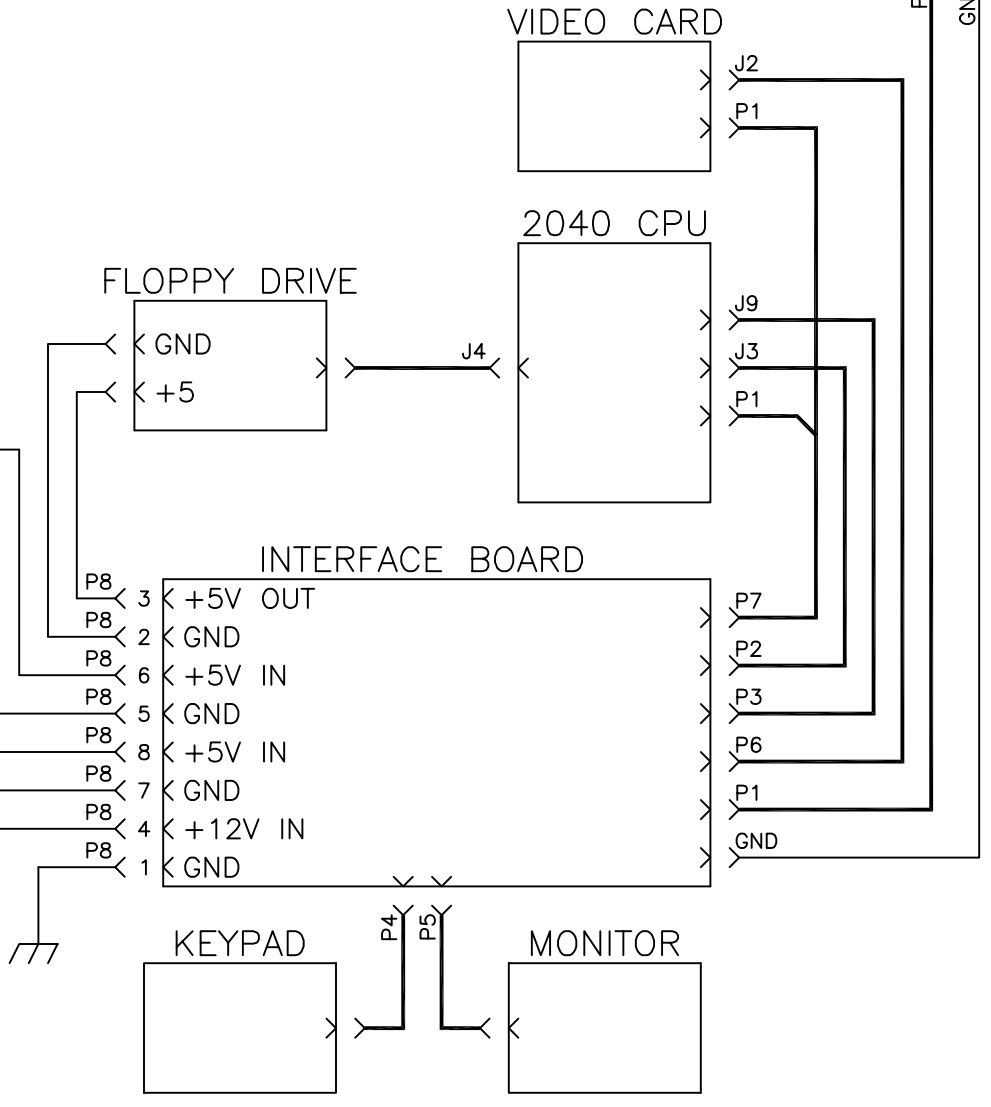 VIDEO CARD
J2
P1
2040 CPU
J9
J3
P1
J4
FLOPPY DRIVE
GND
+5
INTERFACE BOARD
P8 3 +5V OUT
P8 2 GND
P8 6 +5V IN
P8 5 GND
P8 8 +5V IN
P8 7 GND
P8 4 +12V IN
P8 1 GND
P7
P2
P3
P6
P1
GND
P4
P5
KEYPAD
MONITOR